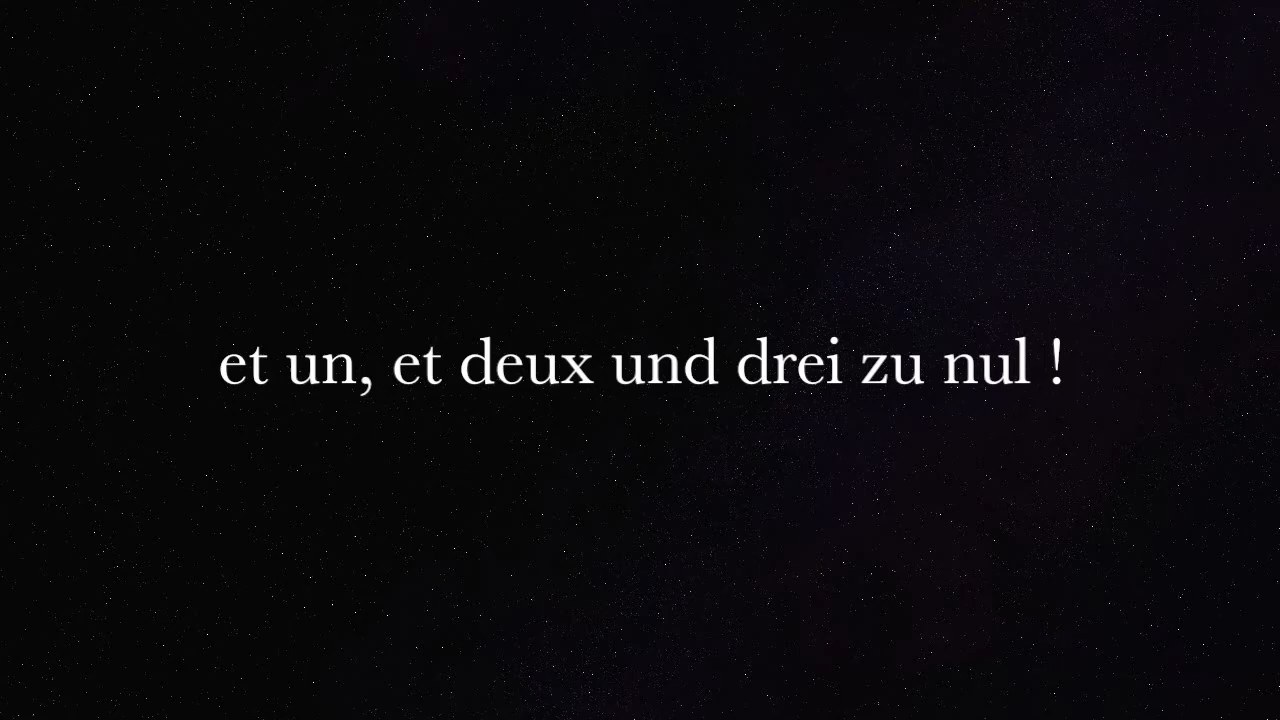 et un, et deux und drei zu nul !